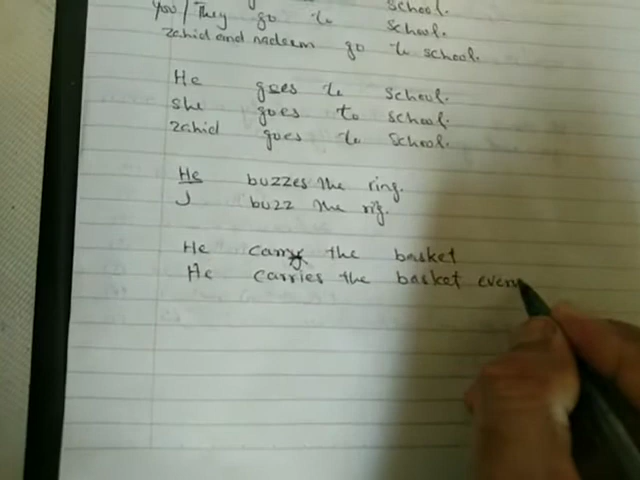 school.
You/They go to school.
zahid and nadeem go to school.
He goes to school.
she goes to school.
zahid goes to school.
He buzzes the ring.
I buzz the rig.
He carry the basket
He carries the basket every